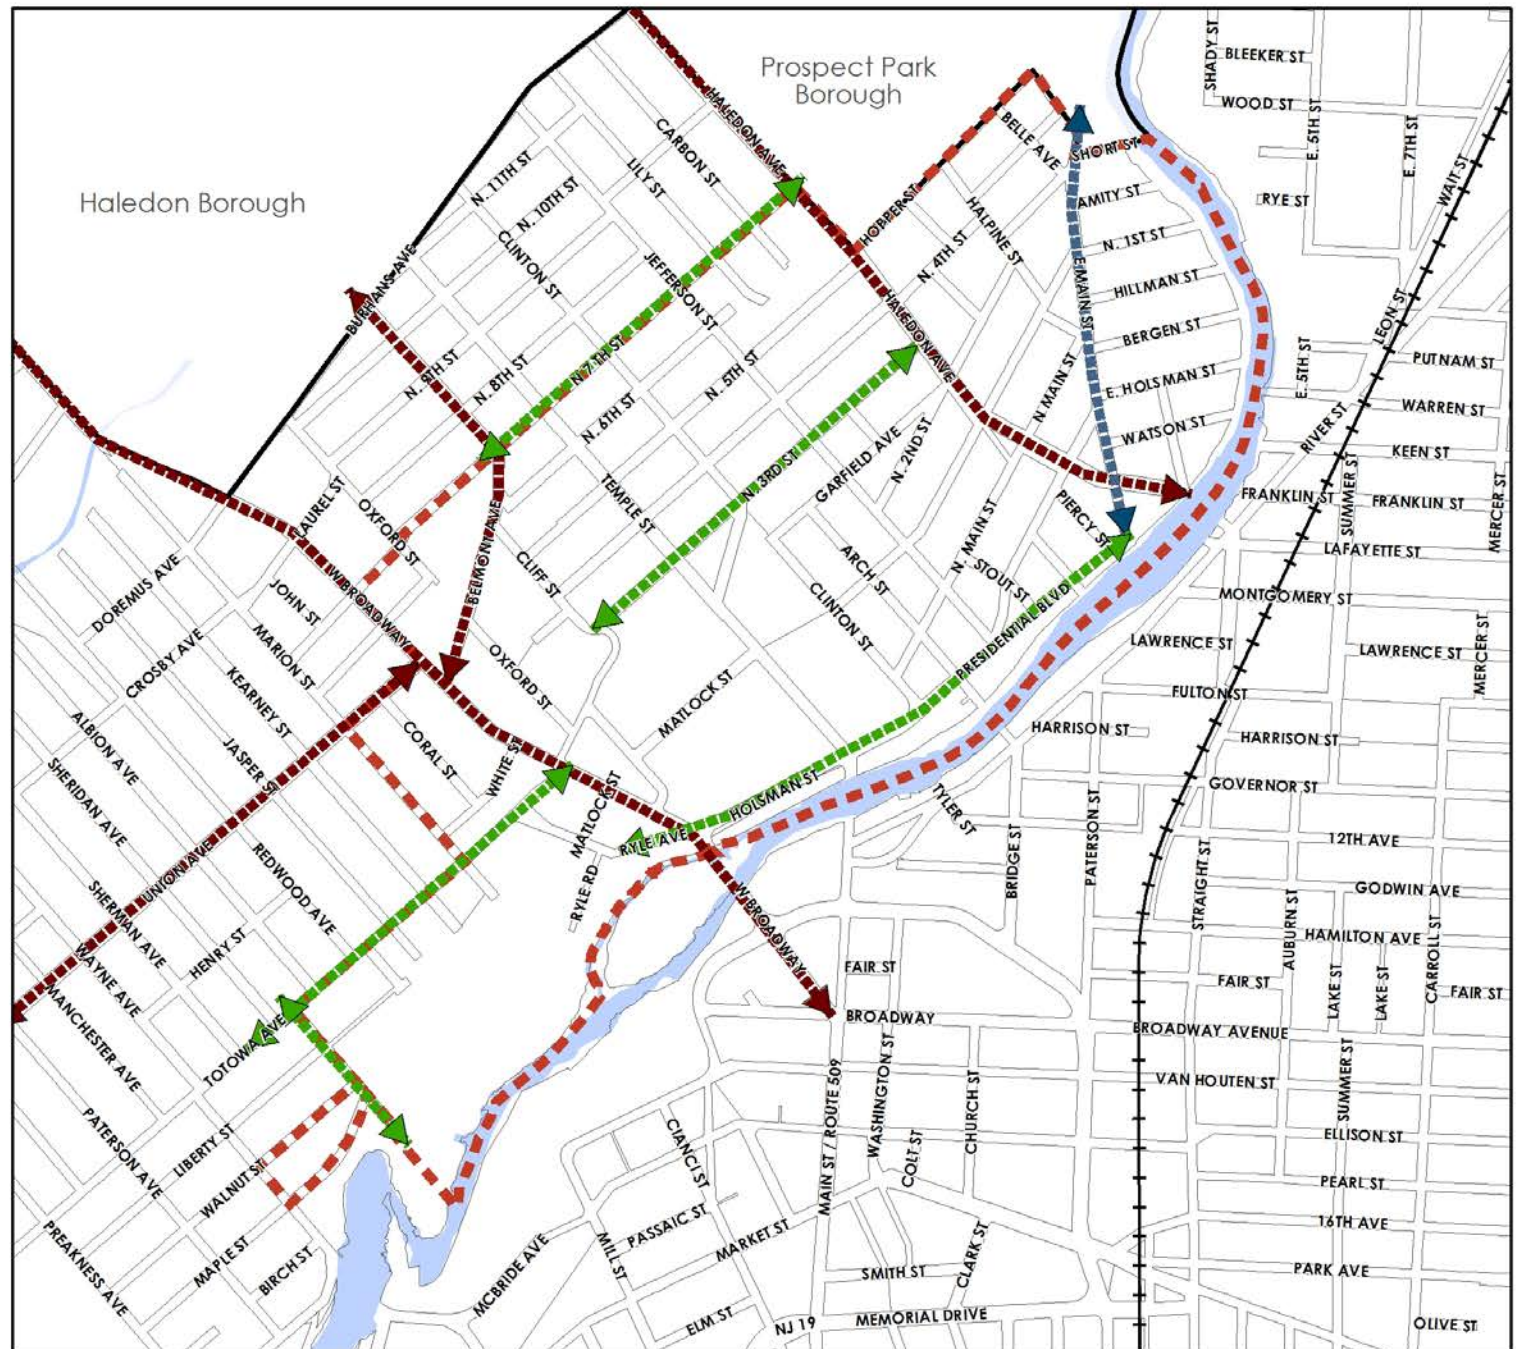 Prospect Park
Borough
Haledon Borough
SHADY ST
BLEEKER ST
WOOD ST
E. 5TH ST
E. 7TH ST
WAIT ST
RYE ST
HALEDON AVE
CARBON ST
LILY ST
N. 11TH ST
N. 10TH ST
CLINTON ST
JEFFERSON ST
BELLE AVE
SHORT ST
AMITY ST
HOPPER ST
HALPINE ST
N. 4TH ST
N. 1ST ST
HILLMAN ST
E MAIN ST
BERGEN ST
E. HOLSMAN ST
WATSON ST
BURHANS AVE
N. 9TH ST
N. 8TH ST
N 7TH ST
N. 6TH ST
N. 5TH ST
HALEDON AVE
N MAIN ST
LEON ST
E. 5TH ST
PUTNAM ST
WARREN ST
RIVER ST
KEEN ST
FRANKLIN ST
FRANKLIN ST
SUMMER ST
MERCER ST
LAFAYETTE ST
MONTGOMERY ST
LAWRENCE ST
LAWRENCE ST
MERCER ST
FULTON ST
HARRISON ST
HARRISON ST
GOVERNOR ST
N. 3RD ST
GARFIELD AVE
N. 2ND ST
TEMPLE ST
N. MAIN ST
PIERCY ST
STOUT ST
ARCH ST
CLINTON ST
PRESIDENTIAL BLVD
LAUREL ST
OXFORD ST
BELMONT AVE
CLIFF ST
DOREMUS AVE
JOHN ST
W BROADWAY
OXFORD ST
MATLOCK ST
CROSBY AVE
MARION ST
KEARNEY ST
CORAL ST
WHITE ST
ALBION AVE
JASPER ST
SHERIDAN AVE
MATLOCK ST
HOLSMAN ST
RYLE AVE
RYLE RD
TYLER ST
BRIDGE ST
PATERSON ST
12TH AVE
STRAIGHT ST
GODWIN AVE
UNION AVE
REDWOOD AVE
SHERMAN AVE
HENRY ST
WAYNE AVE
MANCHESTER AVE
W BROADWAY
AUBURN ST
HAMILTON AVE
CARROLL ST
FAIR ST
FAIR ST
LAKE ST
LAKE ST
FAIR ST
BROADWAY
BROADWAY AVENUE
TOTOWA AVE
MAIN ST / ROUTE 509
WASHINGTON ST
CHURCH ST
VAN HOUTEN ST
SUMMER ST
PATERSON AVE
LIBERTY ST
WALNUT ST
CIANCI ST
COLT ST
ELLISON ST
PEARL ST
PREAKNESS AVE
MAPLE ST
BIRCH ST
MCBRIDE AVE
MILL ST
PASSAIC ST
MARKET ST
CLARK ST
16TH AVE
SMITH ST
PARK AVE
ELM ST
NJ 19
MEMORIAL DRIVE
OLIVE ST